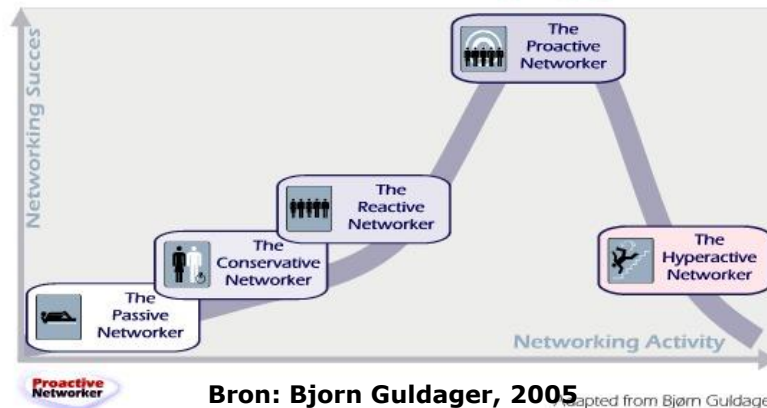 Networking Succes
The
Proactive
Networker
The
Reactive
Networker
The
Conservative
Networker
The
Hyperactive
Networker
The
Passive
Networker
Networking Activity
Proactive
Networker
Bron: Bjorn Guldager, 2005
Adapted from Bjørn Guldage